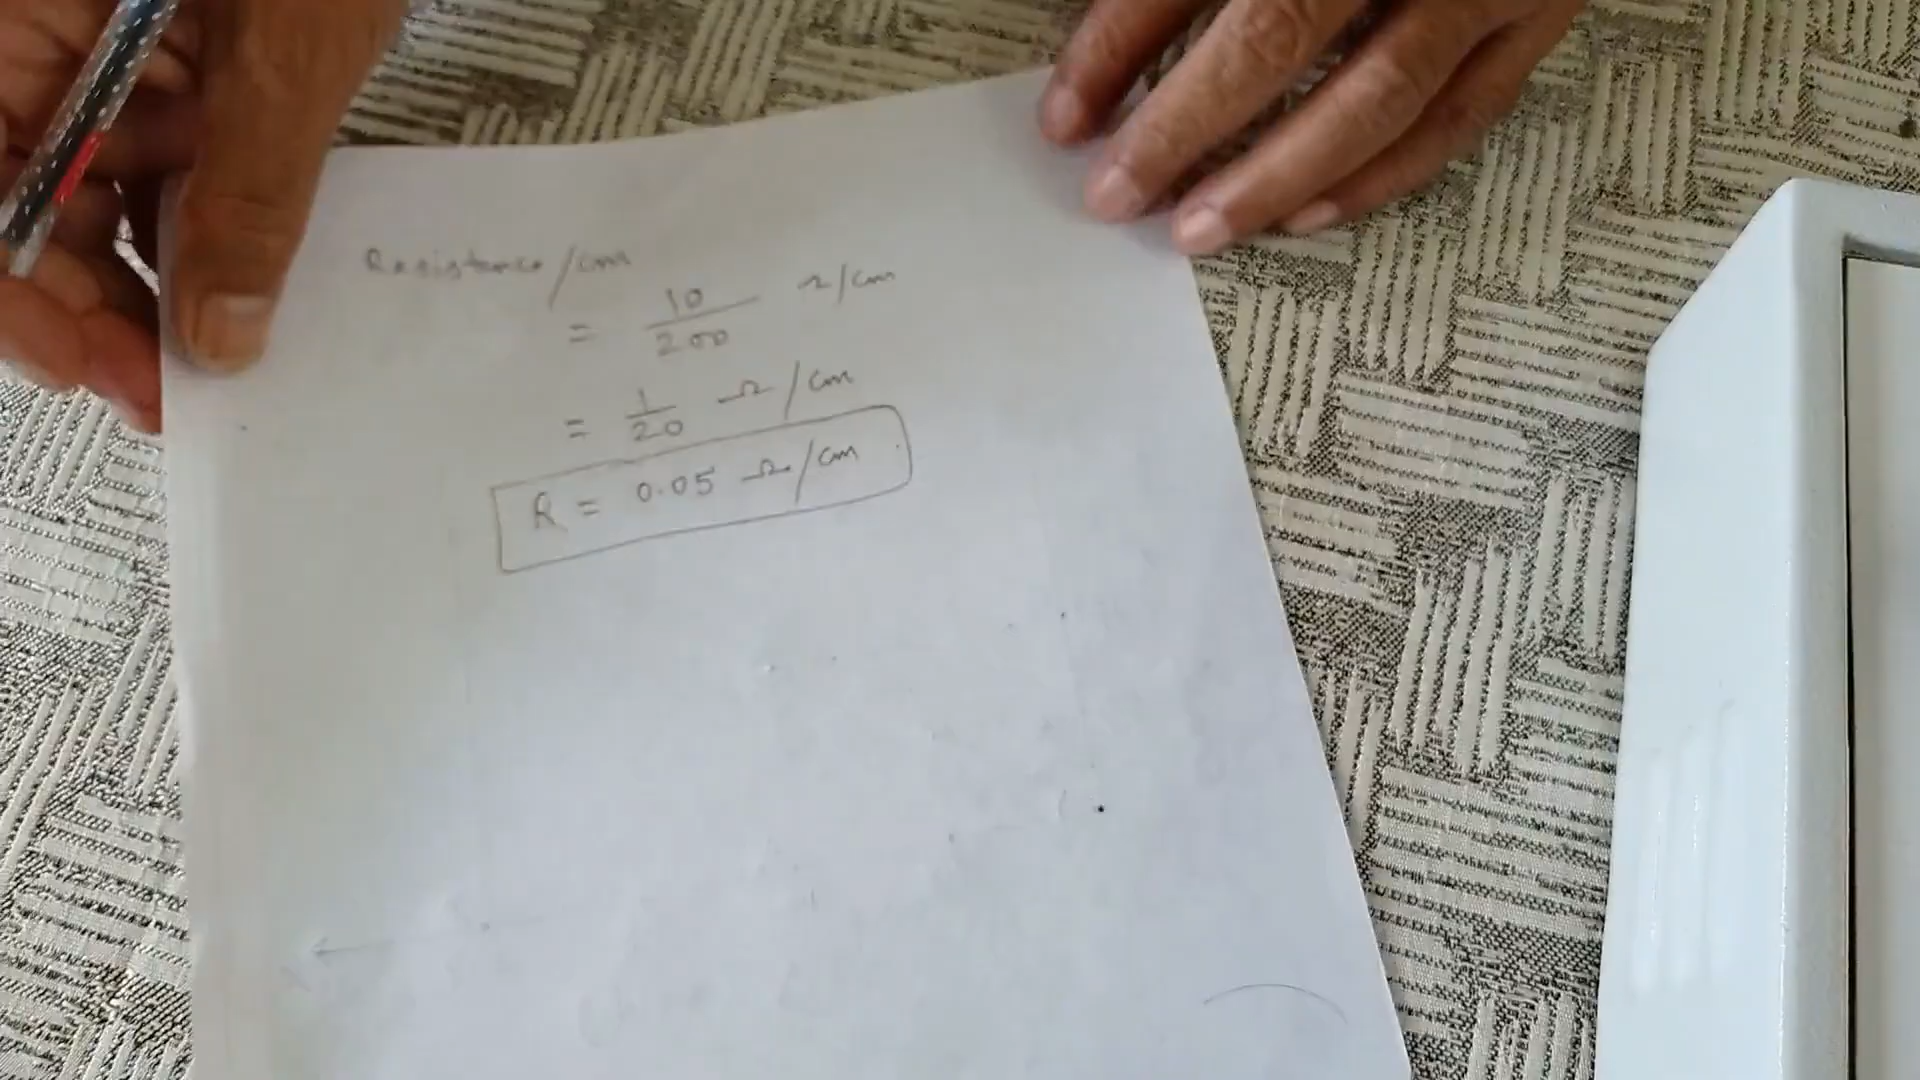 Resistance/cm
= 10/200 Ω/cm
= 1/20 Ω/cm
R = 0.05 Ω/cm